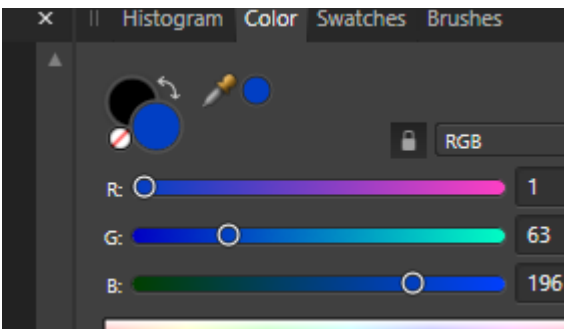 Histogram Color Swatches Brushes
RGB
R: 1
G: 63
B: 196